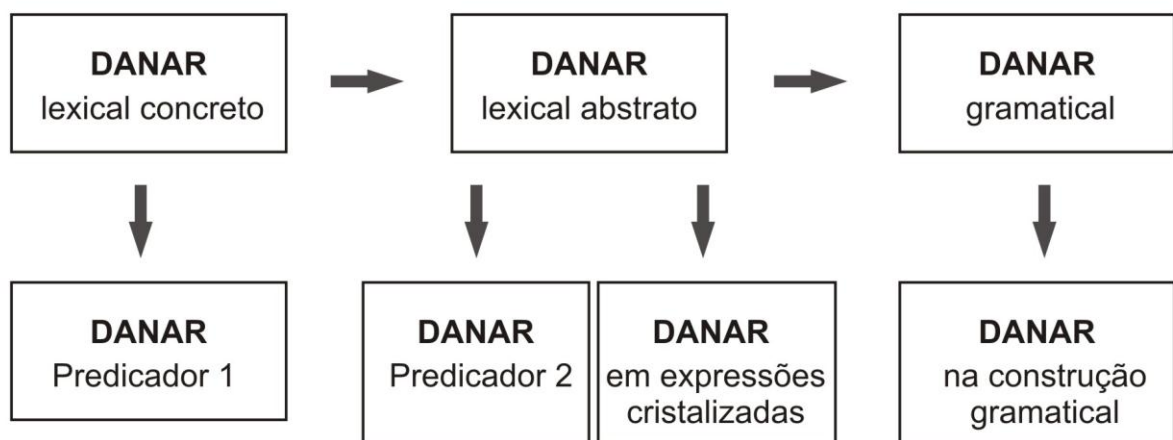 DANAR
lexical concreto
DANAR
lexical abstrato
DANAR
gramatical
DANAR
Predicador 1
DANAR
Predicador 2
DANAR
em expressões
cristalizadas
DANAR
na construção
gramatical